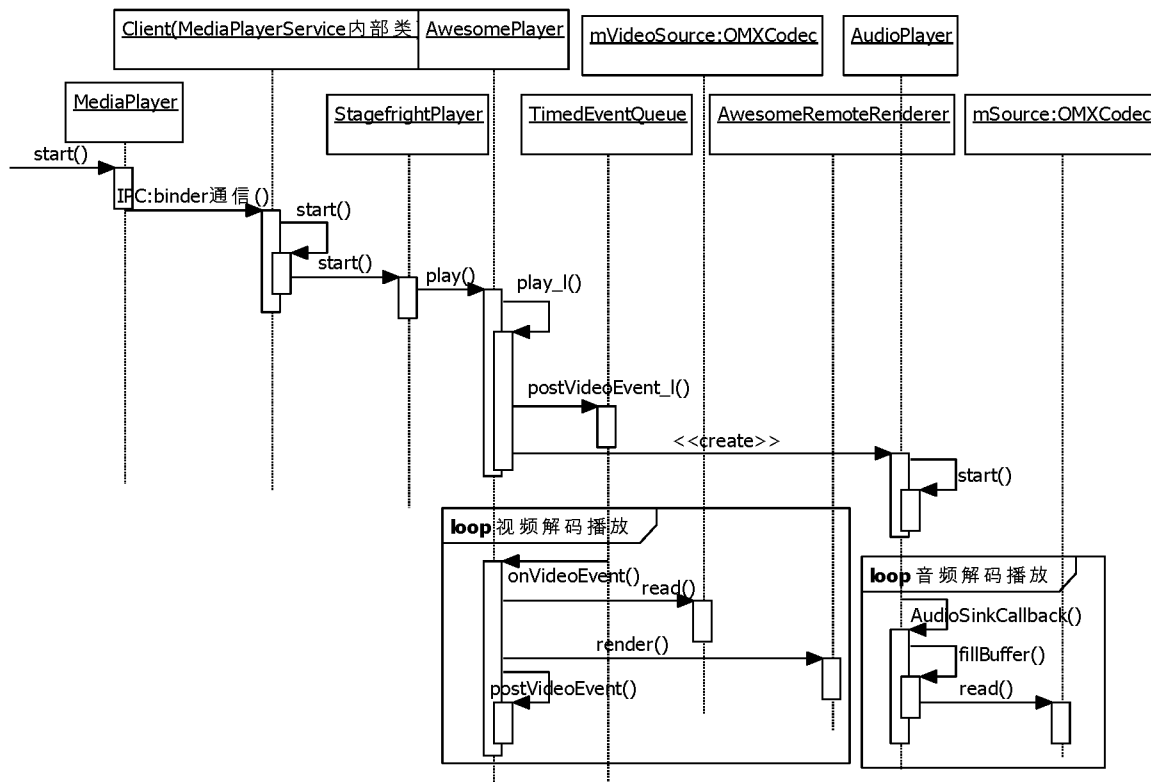 Client(MediaPlayerService内部类
AwesomePlayer
mVideoSource:OMXCodec
AudioPlayer
MediaPlayer
StagefrightPlayer
TimedEventQueue
AwesomeRemoteRenderer
mSource:OMXCodec
start()
IPC:binder通信()
start()
start()
play()
play_l()
postVideoEvent_l()
<<create>>
start()
loop 视频解码播放
onVideoEvent()
read()
render()
postVideoEvent()
loop 音频解码播放
AudioSinkCallback()
fillBuffer()
read()